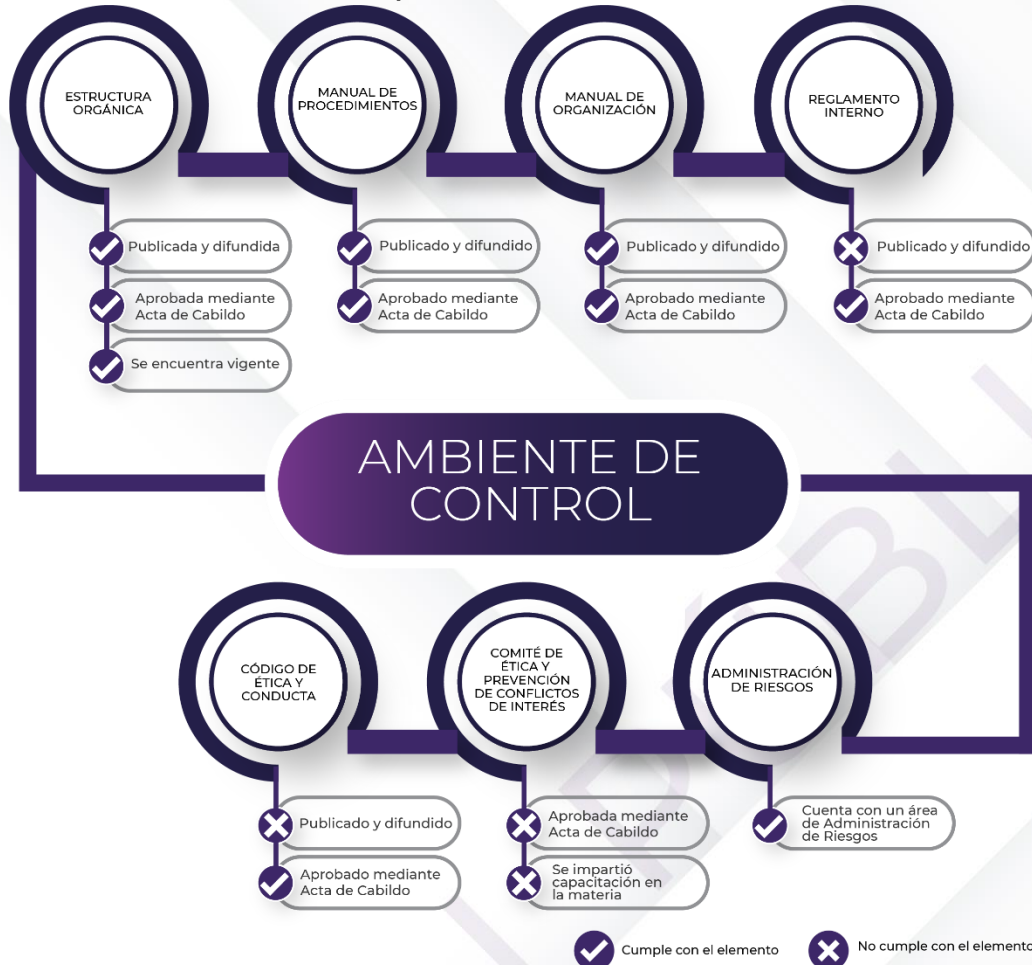 ESTRUCTURA
ORGÁNICA
Publicada y difundida
Aprobada mediante
Acta de Cabildo
Se encuentra vigente
MANUAL DE
PROCEDIMIENTOS
Publicado y difundido
Aprobado mediante
Acta de Cabildo
MANUAL DE
ORGANIZACIÓN
Publicado y difundido
Aprobado mediante
Acta de Cabildo
REGLAMENTO
INTERNO
Publicado y difundido
Aprobado mediante
Acta de Cabildo
AMBIENTE DE
CONTROL
CÓDIGO DE
ÉTICA Y
CONDUCTA
Publicado y difundido
Aprobado mediante
Acta de Cabildo
COMITÉ DE
ÉTICA Y
PREVENCIÓN
DE CONFLICTOS
DE INTERÉS
Aprobada mediante
Acta de Cabildo
Se impartió
capacitación en
la materia
ADMINISTRACIÓN
DE RIESGOS
Cuenta con un área
de Administración
de Riesgos
Cumple con el elemento
No cumple con el elemento